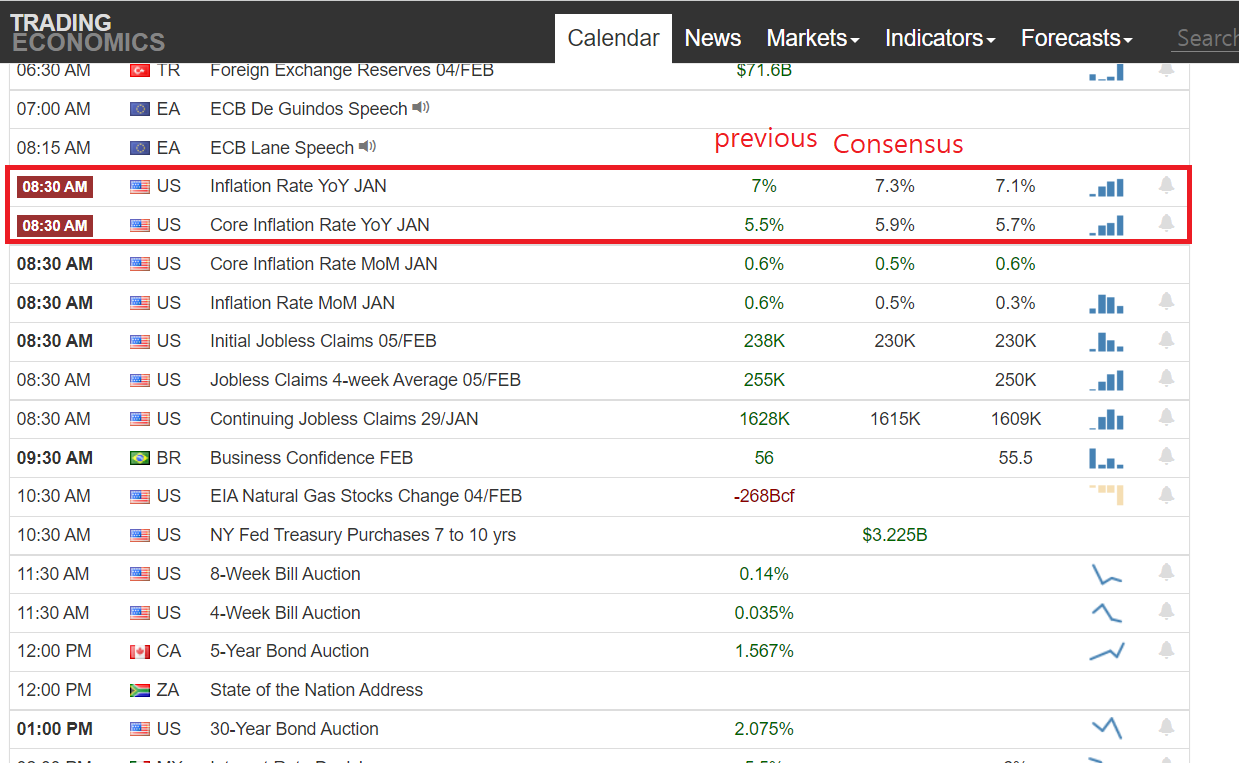 TRADING
ECONOMICS
Calendar News Markets Indicators Forecasts Search
06:30 AM TR Foreign Exchange Reserves 04/FEB $71.6B
07:00 AM EA ECB De Guindos Speech
08:15 AM EA ECB Lane Speech
previous Consensus
08:30 AM US Inflation Rate YoY JAN 7% 7.3% 7.1%
08:30 AM US Core Inflation Rate YoY JAN 5.5% 5.9% 5.7%
08:30 AM US Core Inflation Rate MoM JAN 0.6% 0.5% 0.6%
08:30 AM US Inflation Rate MoM JAN 0.6% 0.5% 0.3%
08:30 AM US Initial Jobless Claims 05/FEB 238K 230K 230K
08:30 AM US Jobless Claims 4-week Average 05/FEB 255K 250K
08:30 AM US Continuing Jobless Claims 29/JAN 1628K 1615K 1609K
09:30 AM BR Business Confidence FEB 56 55.5
10:30 AM US EIA Natural Gas Stocks Change 04/FEB -268Bcf
10:30 AM US NY Fed Treasury Purchases 7 to 10 yrs $3.225B
11:30 AM US 8-Week Bill Auction 0.14%
11:30 AM US 4-Week Bill Auction 0.035%
12:00 PM CA 5-Year Bond Auction 1.567%
12:00 PM ZA State of the Nation Address
01:00 PM US 30-Year Bond Auction 2.075%